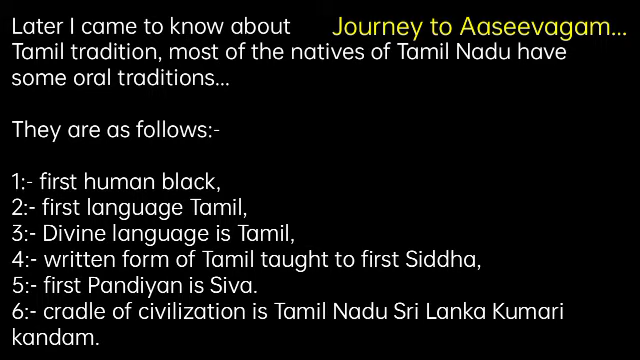 Later I came to know about
Journey to Aaseevagam...
Tamil tradition, most of the natives of Tamil Nadu have
some oral traditions...
They are as follows:-
1:- first human black,
2:- first language Tamil,
3:- Divine language is Tamil,
4:- written form of Tamil taught to first Siddha,
5:- first Pandiyan is Siva.
6:- cradle of civilization is Tamil Nadu Sri Lanka Kumari
kandam.